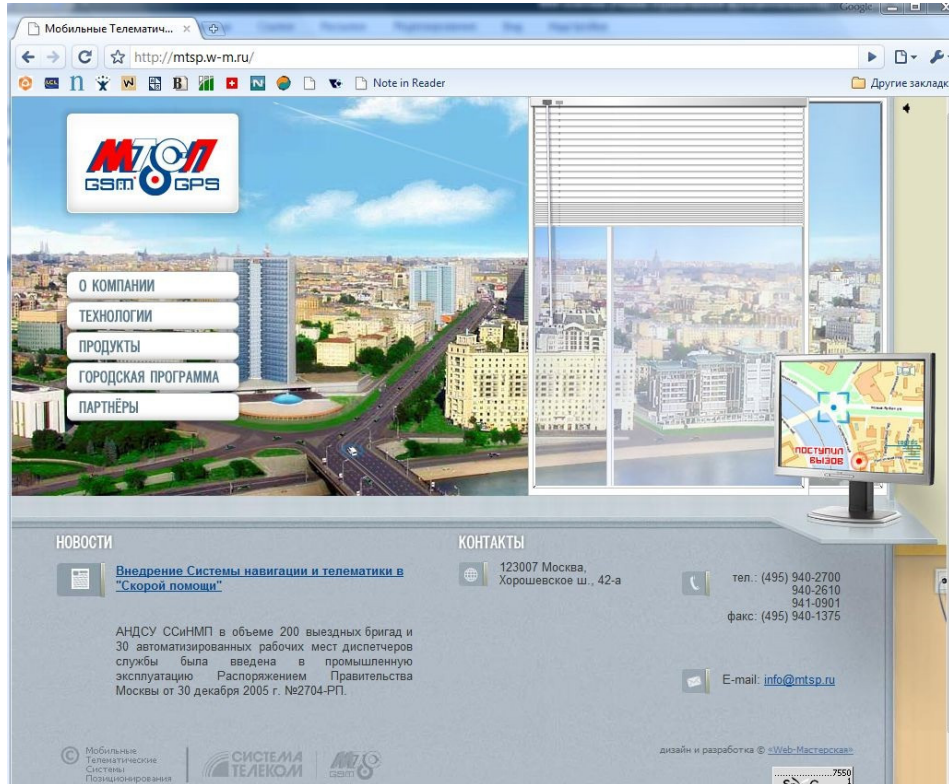 Google
Мобильные Телематич...
http://mtsp.w-m.ru/
Note in Reader
Другие закладк
МТСП
GSM GPS
О КОМПАНИИ
ТЕХНОЛОГИИ
ПРОДУКТЫ
ГОРОДСКАЯ ПРОГРАММА
ПАРТНЁРЫ
ПОСТУПИЛ
ВЫЗОВ
НОВОСТИ
Внедрение Системы навигации и телематики в
"Скорой помощи"
АНДСУ ССиНМП в объеме 200 выездных бригад и
30 автоматизированных рабочих мест диспетчеров
службы была введена в промышленную
эксплуатацию Распоряжением Правительства
Москвы от 30 декабря 2005 г. №2704-РП.
КОНТАКТЫ
123007 Москва,
Хорошевское ш., 42-а
тел.: (495) 940-2700
940-2610
941-0901
факс: (495) 940-1375
E-mail: info@mtsp.ru
© Мобильные
Телематические
Системы
Позиционирования
СИСТЕМА
ТЕЛЕКОМ
дизайн и разработка © «Web-Мастерская»
7550
1